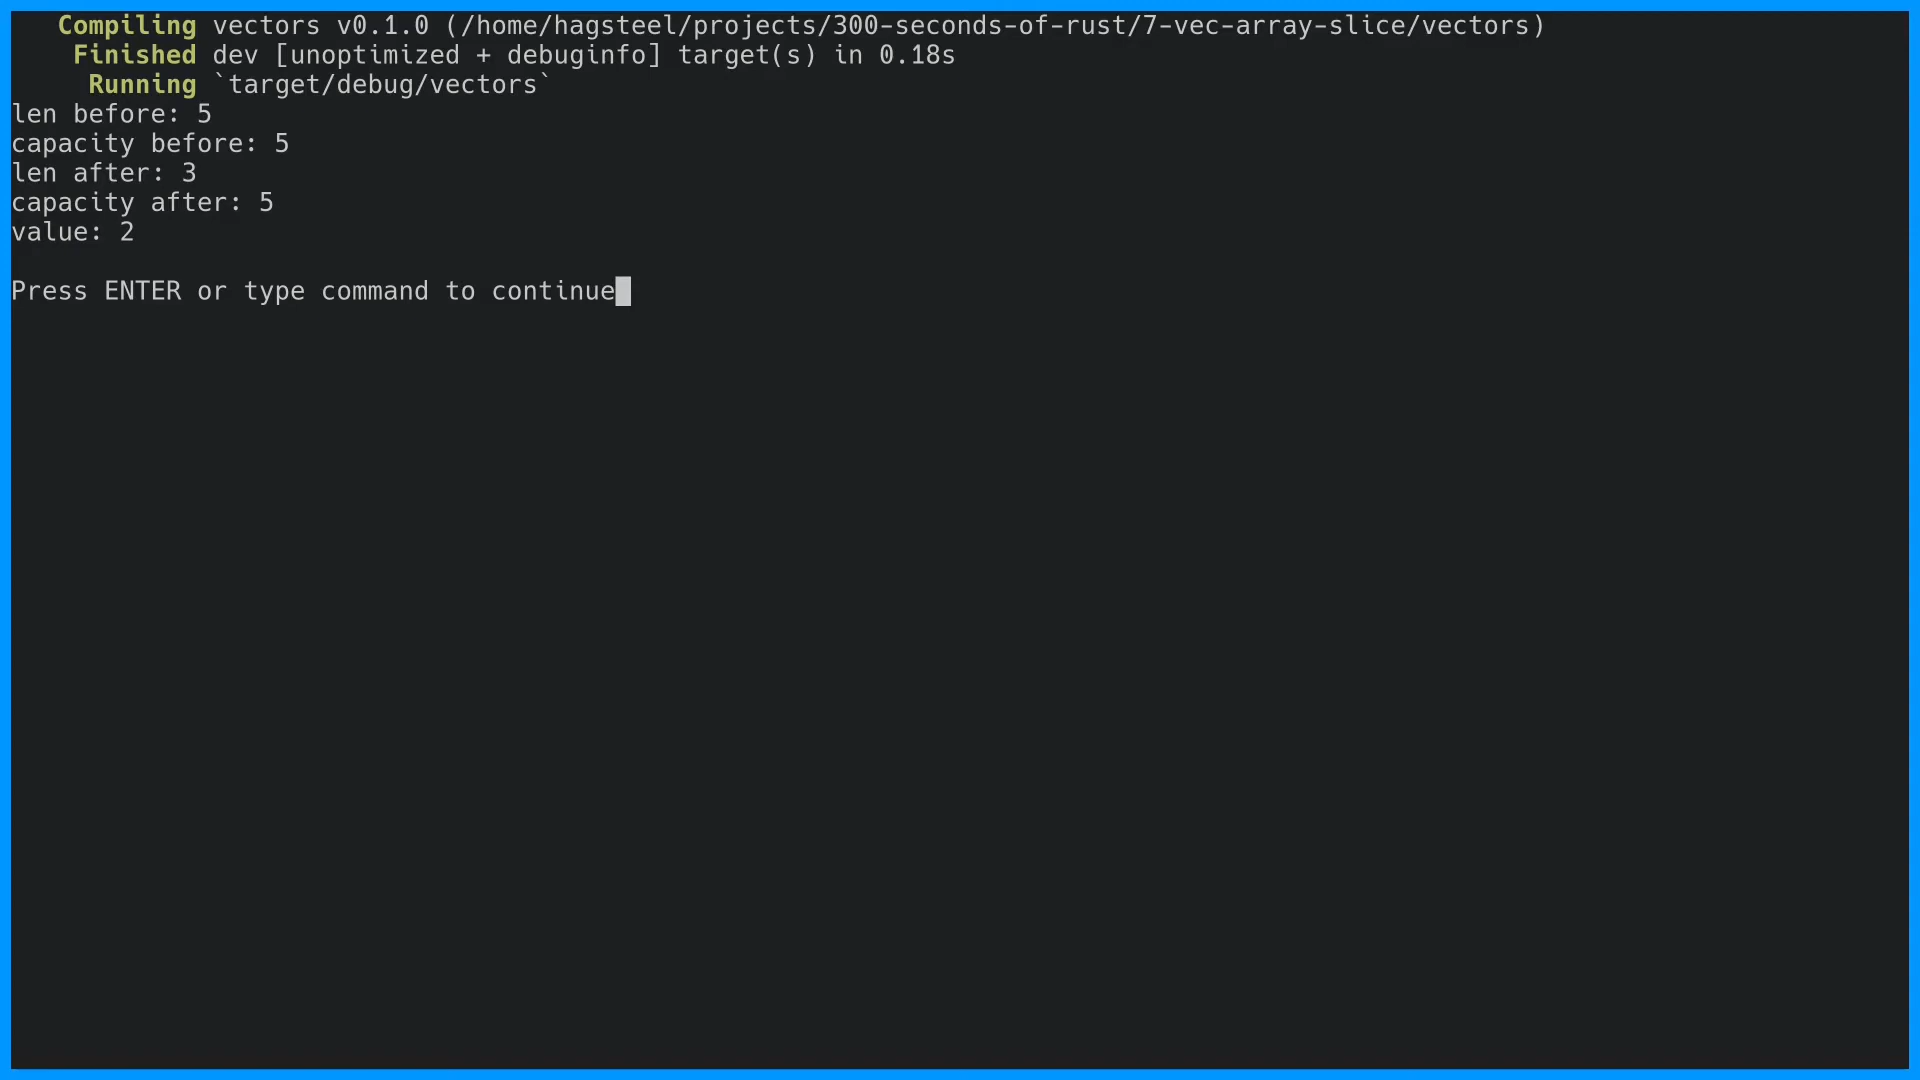 Compiling vectors v0.1.0 (/home/hagsteel/projects/300-seconds-of-rust/7-vec-array-slice/vectors)
Finished dev [unoptimized + debuginfo] target(s) in 0.18s
Running `target/debug/vectors`
len before: 5
capacity before: 5
len after: 3
capacity after: 5
value: 2
Press ENTER or type command to continue